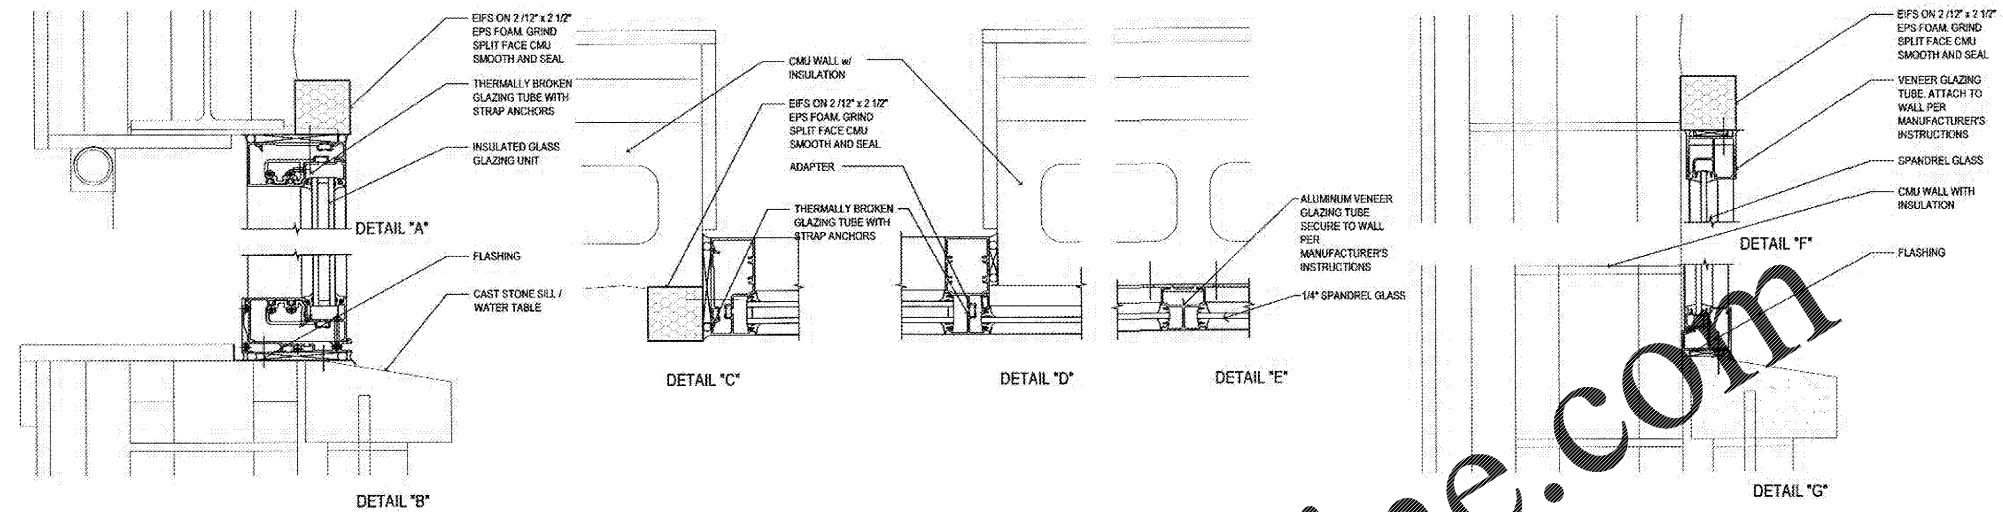 EIFS ON 2 /12" x 2 1/2"
EPS FOAM. GRIND
SPLIT FACE CMU
SMOOTH AND SEAL
THERMALLY BROKEN
GLAZING TUBE WITH
STRAP ANCHORS
INSULATED GLASS
GLAZING UNIT
DETAIL "A"
FLASHING
CAST STONE SILL /
WATER TABLE
DETAIL "B"
CMU WALL w/
INSULATION
EIFS ON 2 /12" x 2 1/2"
EPS FOAM. GRIND
SPLIT FACE CMU
SMOOTH AND SEAL
ADAPTER
THERMALLY BROKEN
GLAZING TUBE WITH
STRAP ANCHORS
DETAIL "C"
DETAIL "D"
ALUMINUM VENEER
GLAZING TUBE
SECURE TO WALL
PER
MANUFACTURER'S
INSTRUCTIONS
1/4" SPANDREL GLASS
DETAIL "E"
EIFS ON 2 /12" x 2 1/2"
EPS FOAM. GRIND
SPLIT FACE CMU
SMOOTH AND SEAL
VENEER GLAZING
TUBE. ATTACH TO
WALL PER
MANUFACTURER'S
INSTRUCTIONS
SPANDREL GLASS
CMU WALL WITH
INSULATION
DETAIL "F"
FLASHING
DETAIL "G"
ine.com